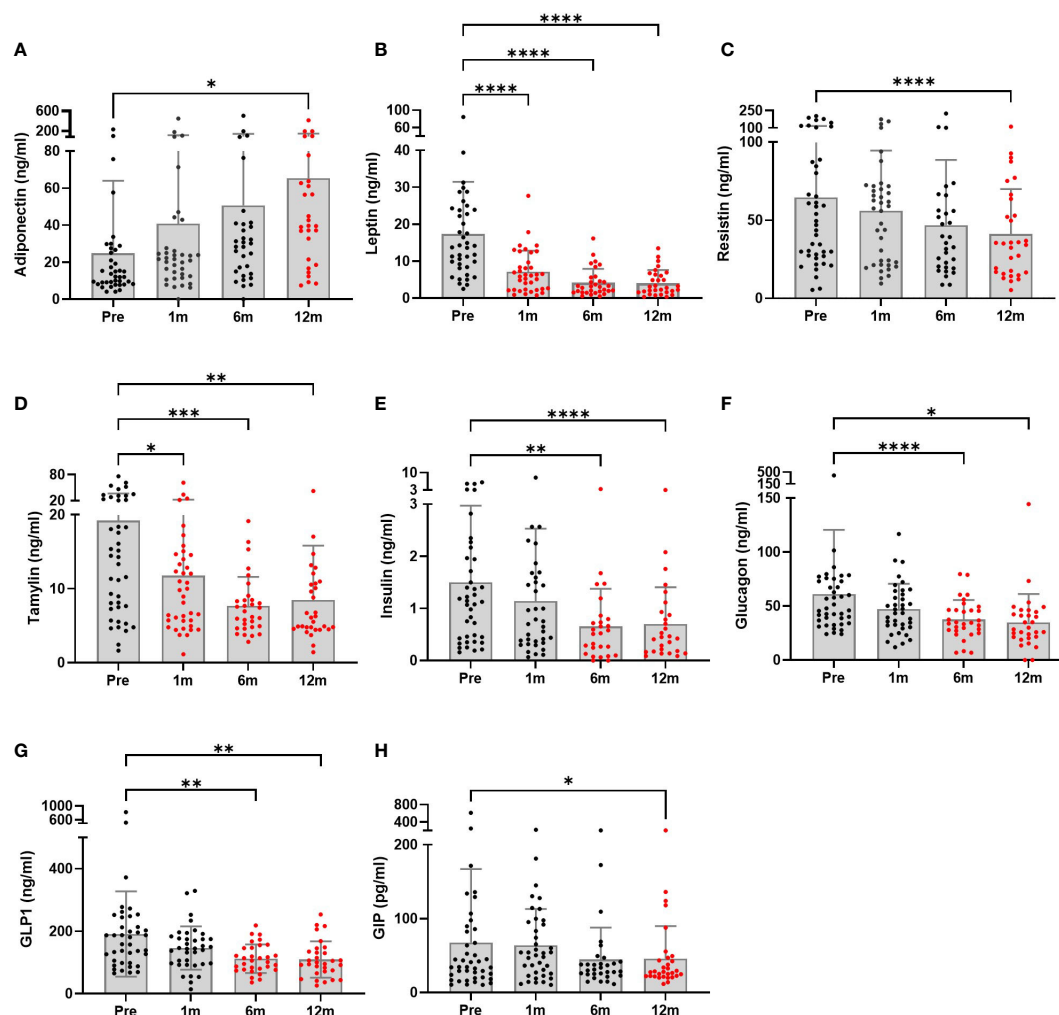 A
*
Adiponectin (ng/ml)
600
200
80
60
40
20
0
Pre 1m 6m 12m
B
****
****
****
Leptin (ng/ml)
100
60
40
30
20
10
0
Pre 1m 6m 12m
C
****
Resistin (ng/ml)
250
100
100
50
0
Pre 1m 6m 12m
D
**
***
*
Tamylin (ng/ml)
80
20
20
10
0
Pre 1m 6m 12m
E
****
**
Insulin (ng/ml)
10
3
3
2
1
0
Pre 1m 6m 12m
F
*
****
Glucagon (ng/ml)
500
150
150
100
50
0
Pre 1m 6m 12m
G
**
**
GLP1 (ng/ml)
1000
600
400
200
0
Pre 1m 6m 12m
H
*
GIP (pg/ml)
800
400
200
200
100
0
Pre 1m 6m 12m